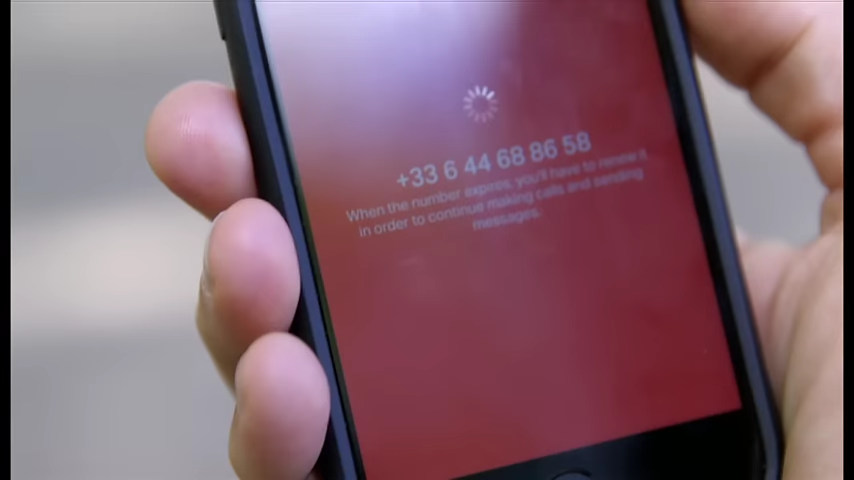 +33 6 44 68 86 58
When the number expires, you'll have to renew it
in order to continue making calls and sending
messages.